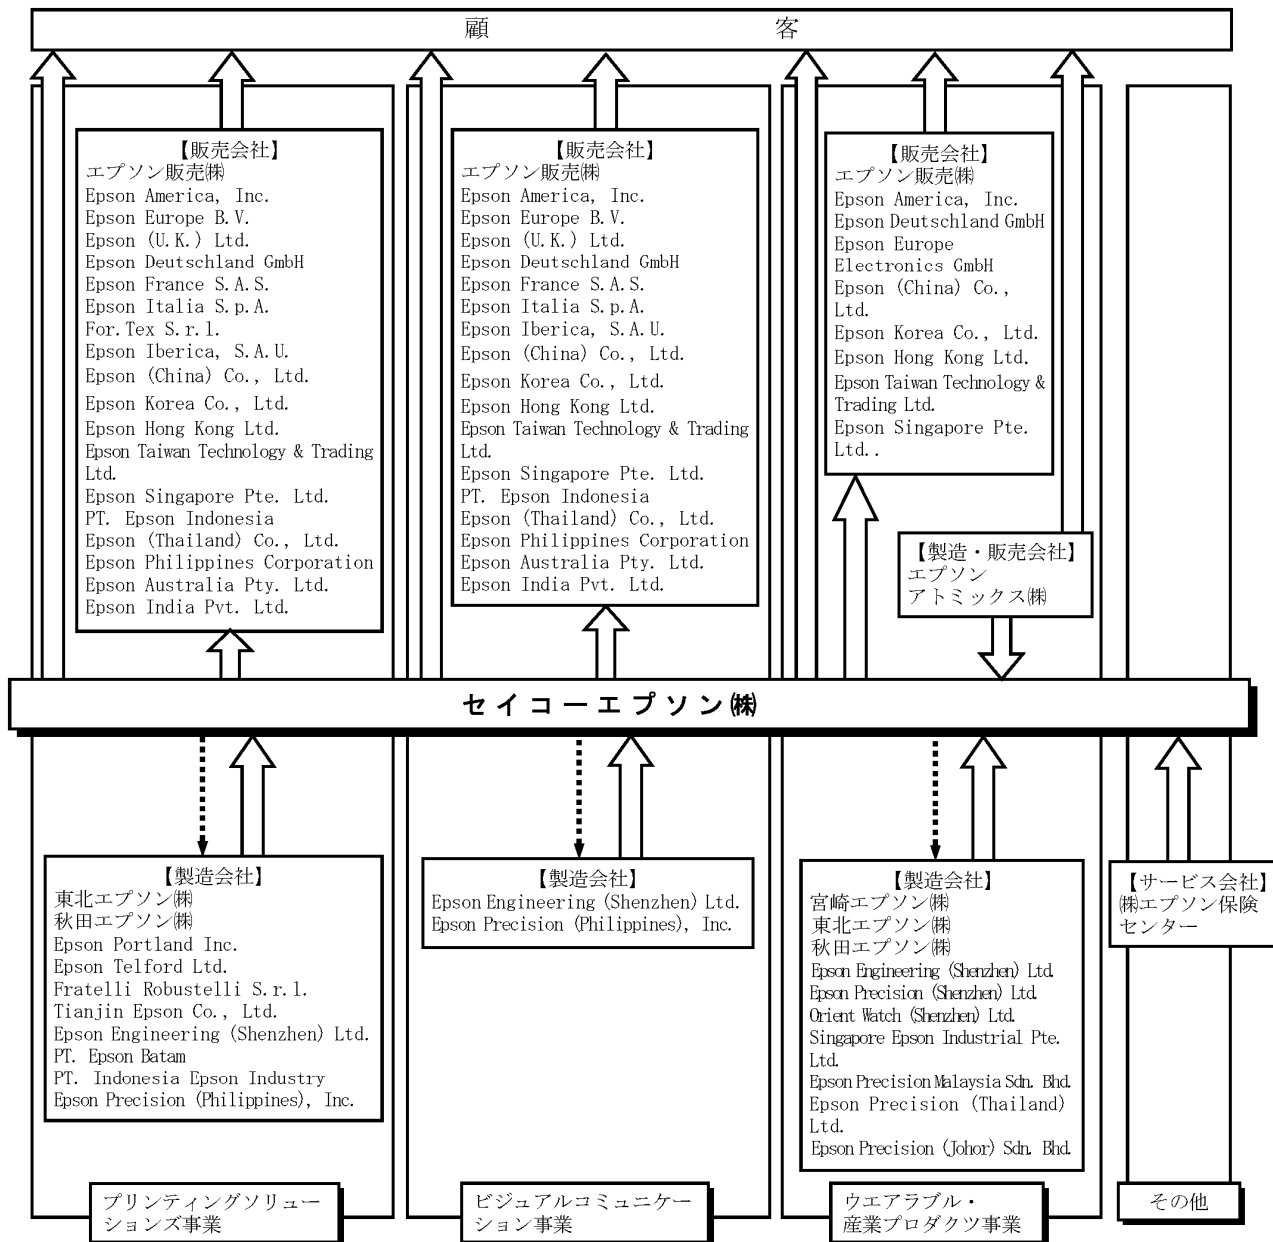 顧客
【販売会社】
エプソン販売㈱
Epson America, Inc.
Epson Europe B.V.
Epson (U.K.) Ltd.
Epson Deutschland GmbH
Epson France S.A.S.
Epson Italia S.p.A.
For.Tex S.r.l.
Epson Iberica, S.A.U.
Epson (China) Co., Ltd.
Epson Korea Co., Ltd.
Epson Hong Kong Ltd.
Epson Taiwan Technology & Trading
Ltd.
Epson Singapore Pte. Ltd.
PT. Epson Indonesia
Epson (Thailand) Co., Ltd.
Epson Philippines Corporation
Epson Australia Pty. Ltd.
Epson India Pvt. Ltd.
【販売会社】
エプソン販売㈱
Epson America, Inc.
Epson Europe B.V.
Epson (U.K.) Ltd.
Epson Deutschland GmbH
Epson France S.A.S.
Epson Italia S.p.A.
Epson Iberica, S.A.U.
Epson (China) Co., Ltd.
Epson Korea Co., Ltd.
Epson Hong Kong Ltd.
Epson Taiwan Technology & Trading
Ltd.
Epson Singapore Pte. Ltd.
PT. Epson Indonesia
Epson (Thailand) Co., Ltd.
Epson Philippines Corporation
Epson Australia Pty. Ltd.
Epson India Pvt. Ltd.
【販売会社】
エプソン販売㈱
Epson America, Inc.
Epson Deutschland GmbH
Epson Europe
Electronics GmbH
Epson (China) Co.,
Ltd.
Epson Korea Co., Ltd.
Epson Hong Kong Ltd.
Epson Taiwan Technology &
Trading Ltd.
Epson Singapore Pte.
Ltd..
【製造・販売会社】
エプソン
アトミックス㈱
セイコーエプソン㈱
【製造会社】
東北エプソン㈱
秋田エプソン㈱
Epson Portland Inc.
Epson Telford Ltd.
Fratelli Robustelli S.r.l.
Tianjin Epson Co., Ltd.
Epson Engineering (Shenzhen) Ltd.
PT. Epson Batam
PT. Indonesia Epson Industry
Epson Precision (Philippines), Inc.
【製造会社】
Epson Engineering (Shenzhen) Ltd.
Epson Precision (Philippines), Inc.
【製造会社】
宮崎エプソン㈱
東北エプソン㈱
秋田エプソン㈱
Epson Engineering (Shenzhen) Ltd.
Epson Precision (Shenzhen) Ltd.
Orient Watch (Shenzhen) Ltd.
Singapore Epson Industrial Pte.
Ltd.
Epson Precision Malaysia Sdn. Bhd.
Epson Precision (Thailand)
Ltd.
Epson Precision (Johor) Sdn. Bhd.
【サービス会社】
㈱エプソン保険
センター
プリンティングソリュー
ションズ事業
ビジュアルコミュニケー
ション事業
ウエアラブル・
産業プロダクツ事業
その他